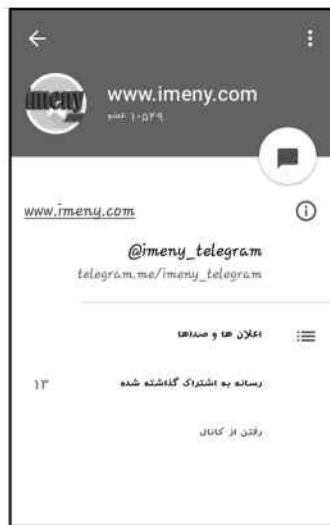 imeny
www.imeny.com
۱۰۵۴۹ عضو
www.imeny.com
@imeny_telegram
telegram.me/imeny_telegram
اعلان ها و صداها
رسانه به اشتراک گذاشته شده ۱۳
رفتن از کانال